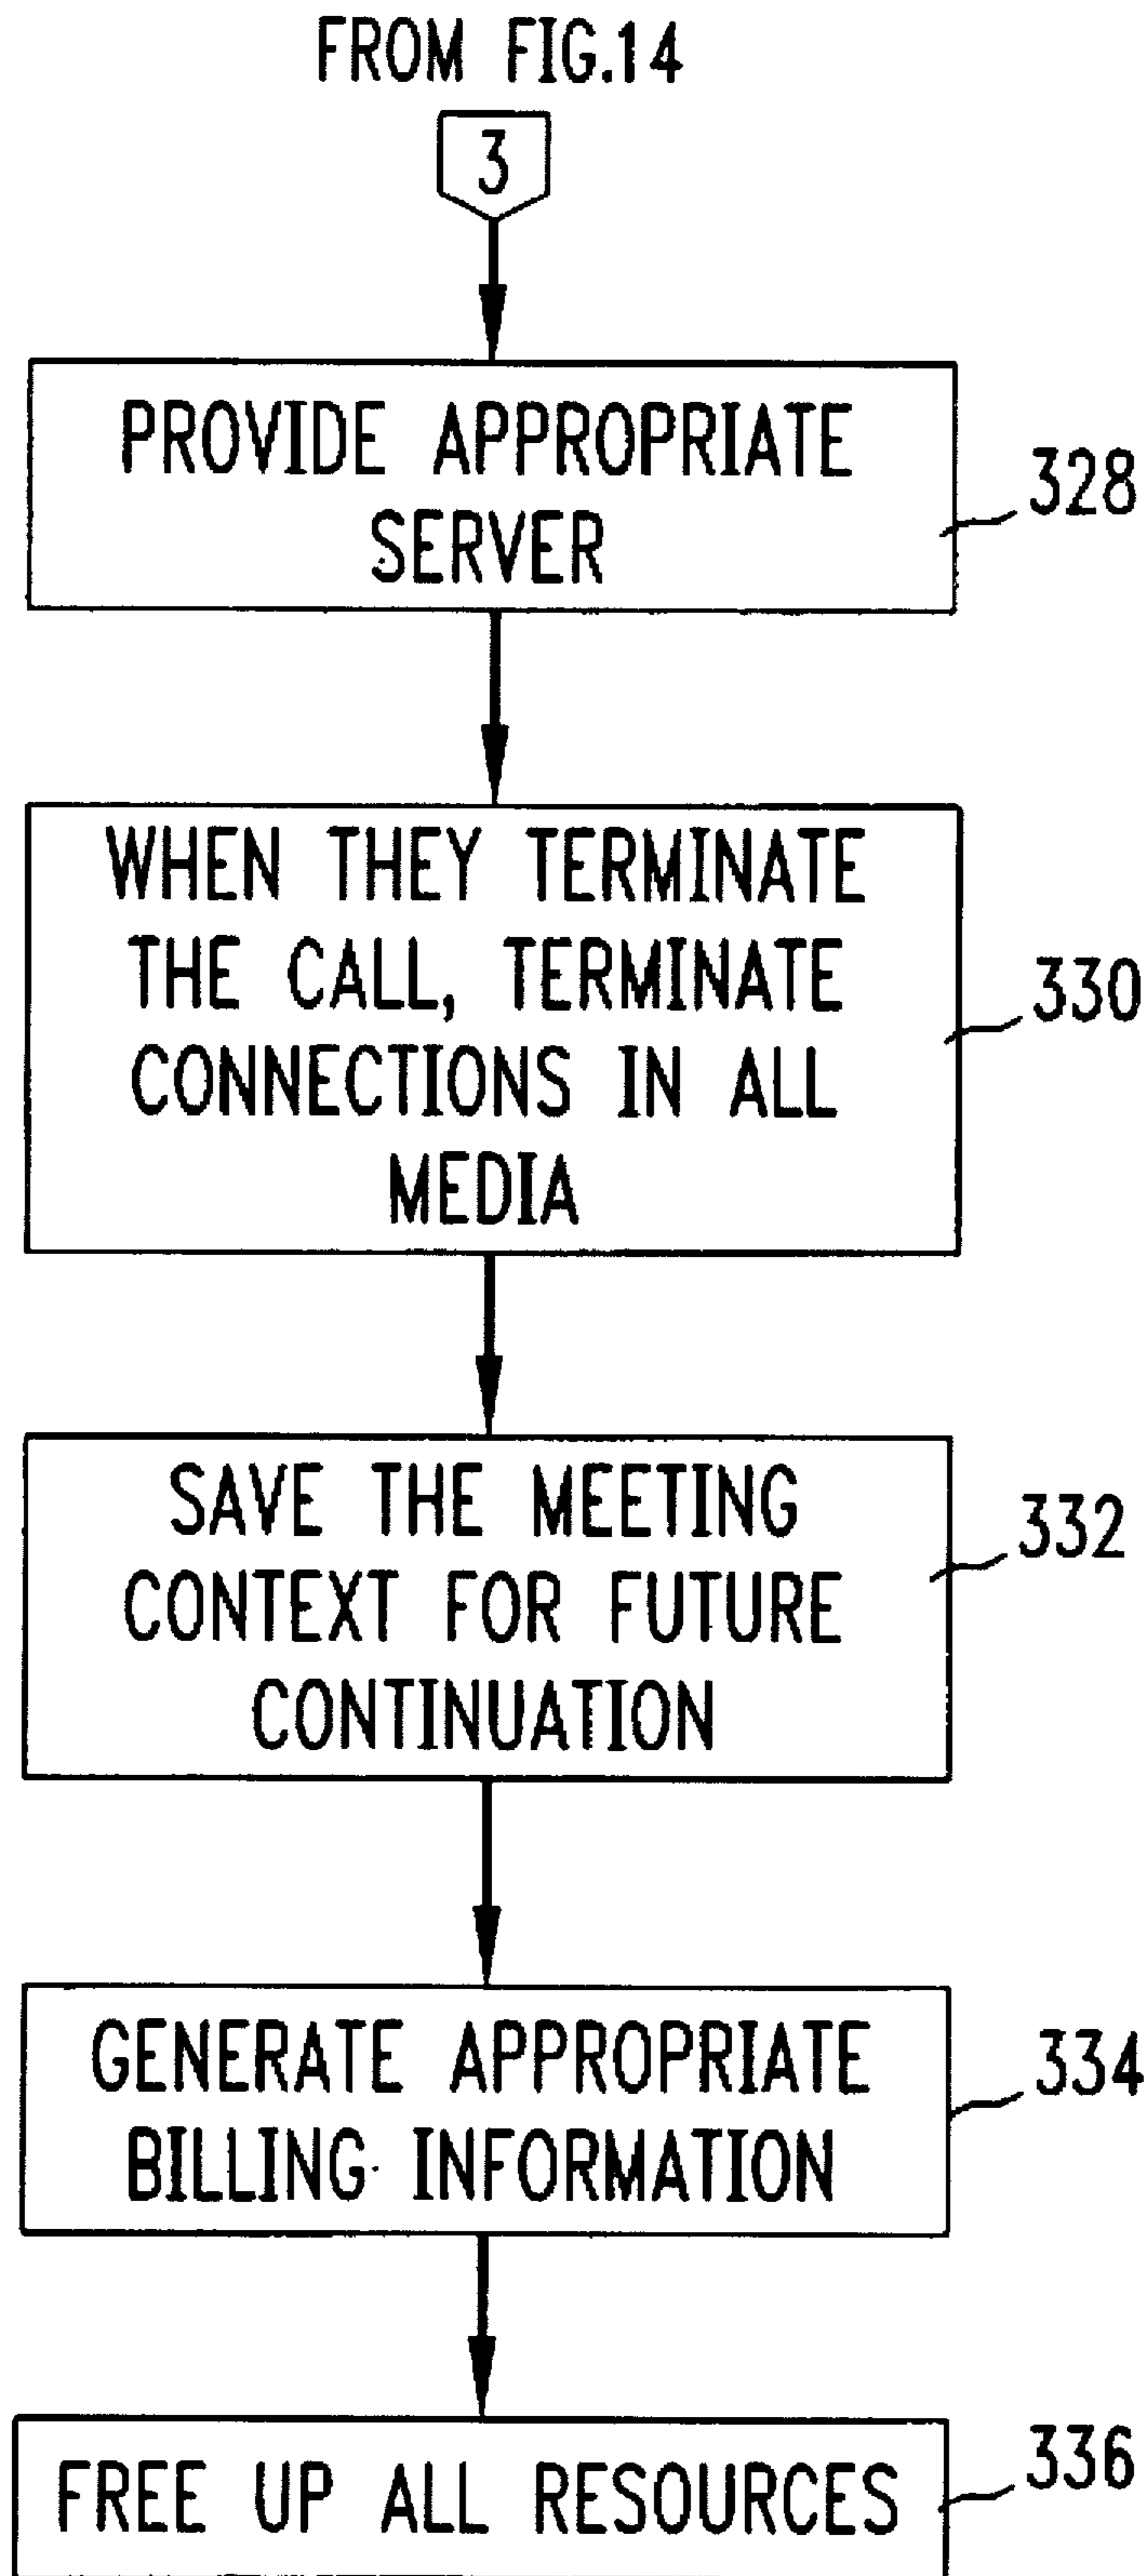 FROM FIG.14
3
PROVIDE APPROPRIATE
SERVER
328
WHEN THEY TERMINATE
THE CALL, TERMINATE
CONNECTIONS IN ALL
MEDIA
330
SAVE THE MEETING
CONTEXT FOR FUTURE
CONTINUATION
332
GENERATE APPROPRIATE
BILLING INFORMATION
334
FREE UP ALL RESOURCES
336